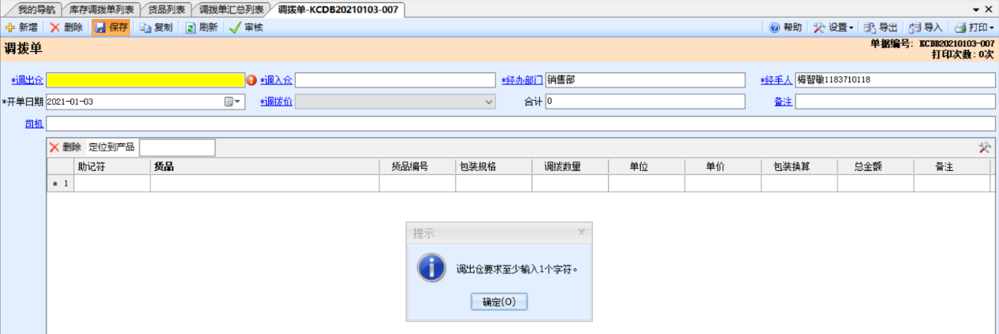 我的导航 库存调拨单列表 货品列表 调拨单汇总列表 调拨单-KCDB20210103-007
新增 删除 保存 复制 刷新 审核 帮助 设置 导出 导入 打印
调拨单 单据编号: KCDB20210103-007
打印次数: 0次
*调出仓 *调入仓 *经办部门 销售部 *经手人 梅智敏1183710118
*开单日期 2021-01-03 *调拨价 合计 0 备注
司机
删除 定位到产品
助记符 货品 货品编号 包装规格 调拨数量 单位 单价 包装换算 总金额 备注
* 1
提示
调出仓要求至少输入1个字符。
确定(O)